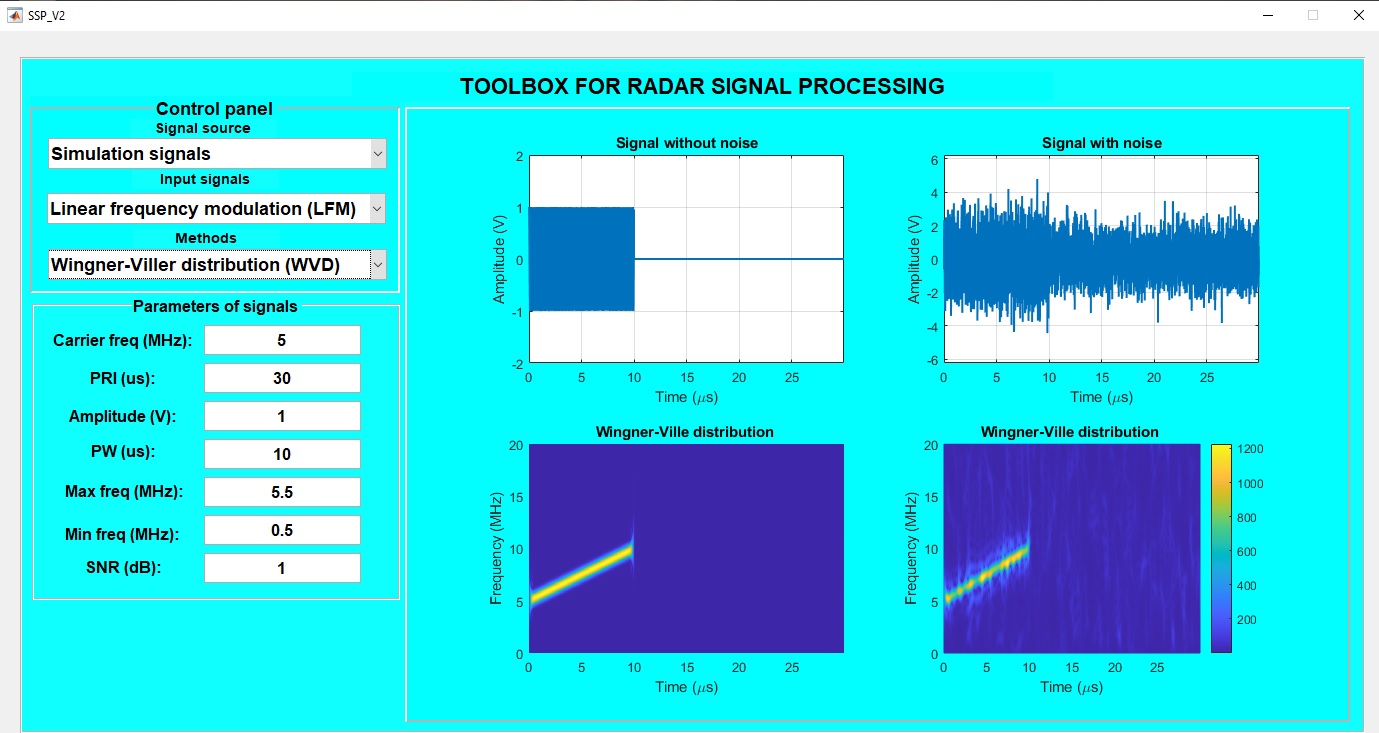 SSP_V2
TOOLBOX FOR RADAR SIGNAL PROCESSING
Control panel
Signal source
Simulation signals
Input signals
Linear frequency modulation (LFM)
Methods
Wingner-Viller distribution (WVD)
Parameters of signals
Carrier freq (MHz): 5
PRI (us): 30
Amplitude (V): 1
PW (us): 10
Max freq (MHz): 5.5
Min freq (MHz): 0.5
SNR (dB): 1
Signal without noise
2
1
0
-1
-2
Amplitude (V)
0 5 10 15 20 25
Time (μs)
Signal with noise
6
4
2
0
-2
-4
-6
Amplitude (V)
0 5 10 15 20 25
Time (μs)
Wingner-Ville distribution
20
15
10
5
0
Frequency (MHz)
0 5 10 15 20 25
Time (μs)
Wingner-Ville distribution
20
15
10
5
0
Frequency (MHz)
0 5 10 15 20 25
Time (μs)
1200
1000
800
600
400
200